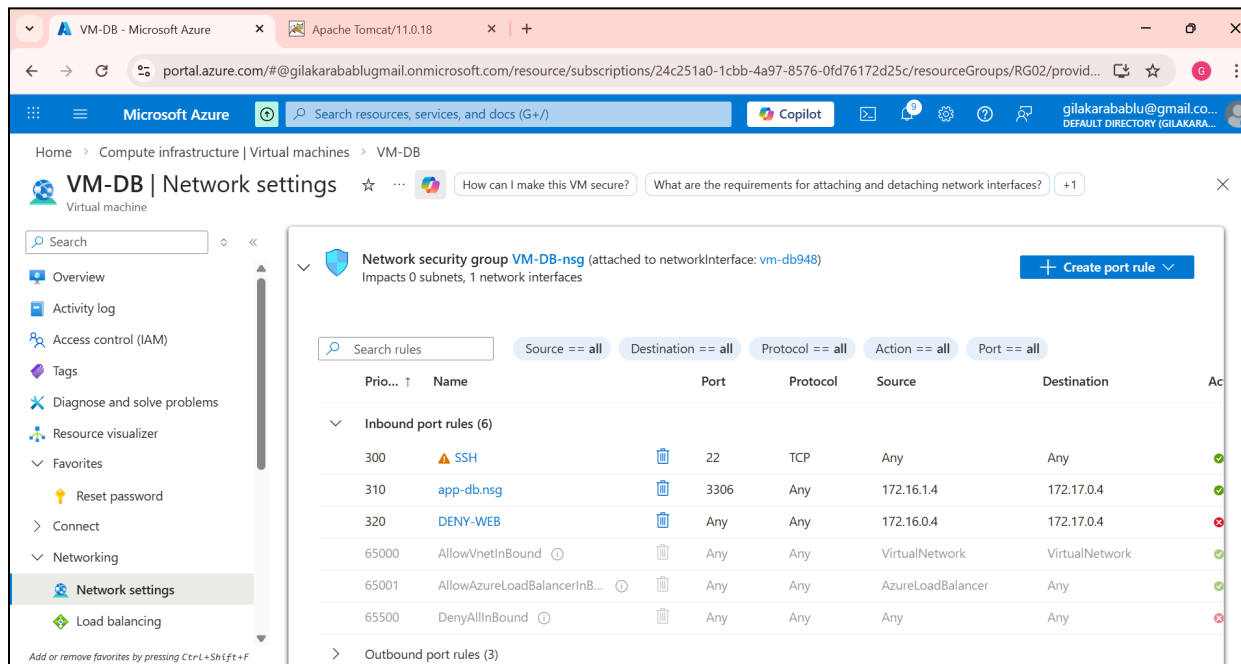 VM-DB - Microsoft Azure
Apache Tomcat/11.0.18
portal.azure.com/#@gilakarabablugmail.onmicrosoft.com/resource/subscriptions/24c251a0-1cbb-4a97-8576-0fd76172d25c/resourceGroups/RG02/provid...
G
Microsoft Azure
Search resources, services, and docs (G+/)
Copilot
9
gilakarabablu@gmail.co...
DEFAULT DIRECTORY (GILAKARA...
Home > Compute infrastructure | Virtual machines > VM-DB
VM-DB | Network settings
Virtual machine
How can I make this VM secure?
What are the requirements for attaching and detaching network interfaces?
+1
Search
Overview
Activity log
Access control (IAM)
Tags
Diagnose and solve problems
Resource visualizer
Favorites
Reset password
Connect
Networking
Network settings
Load balancing
Add or remove favorites by pressing Ctrl+Shift+F
Network security group VM-DB-nsg (attached to networkInterface: vm-db948)
Impacts 0 subnets, 1 network interfaces
+ Create port rule
Search rules
Source == all
Destination == all
Protocol == all
Action == all
Port == all
Prio... ↑ Name Port Protocol Source Destination Ac
Inbound port rules (6)
300 SSH 22 TCP Any Any
310 app-db.nsg 3306 Any 172.16.1.4 172.17.0.4
320 DENY-WEB Any Any 172.16.0.4 172.17.0.4
65000 AllowVnetInBound Any Any VirtualNetwork VirtualNetwork
65001 AllowAzureLoadBalancerInB... Any Any AzureLoadBalancer Any
65500 DenyAllInBound Any Any Any Any
Outbound port rules (3)